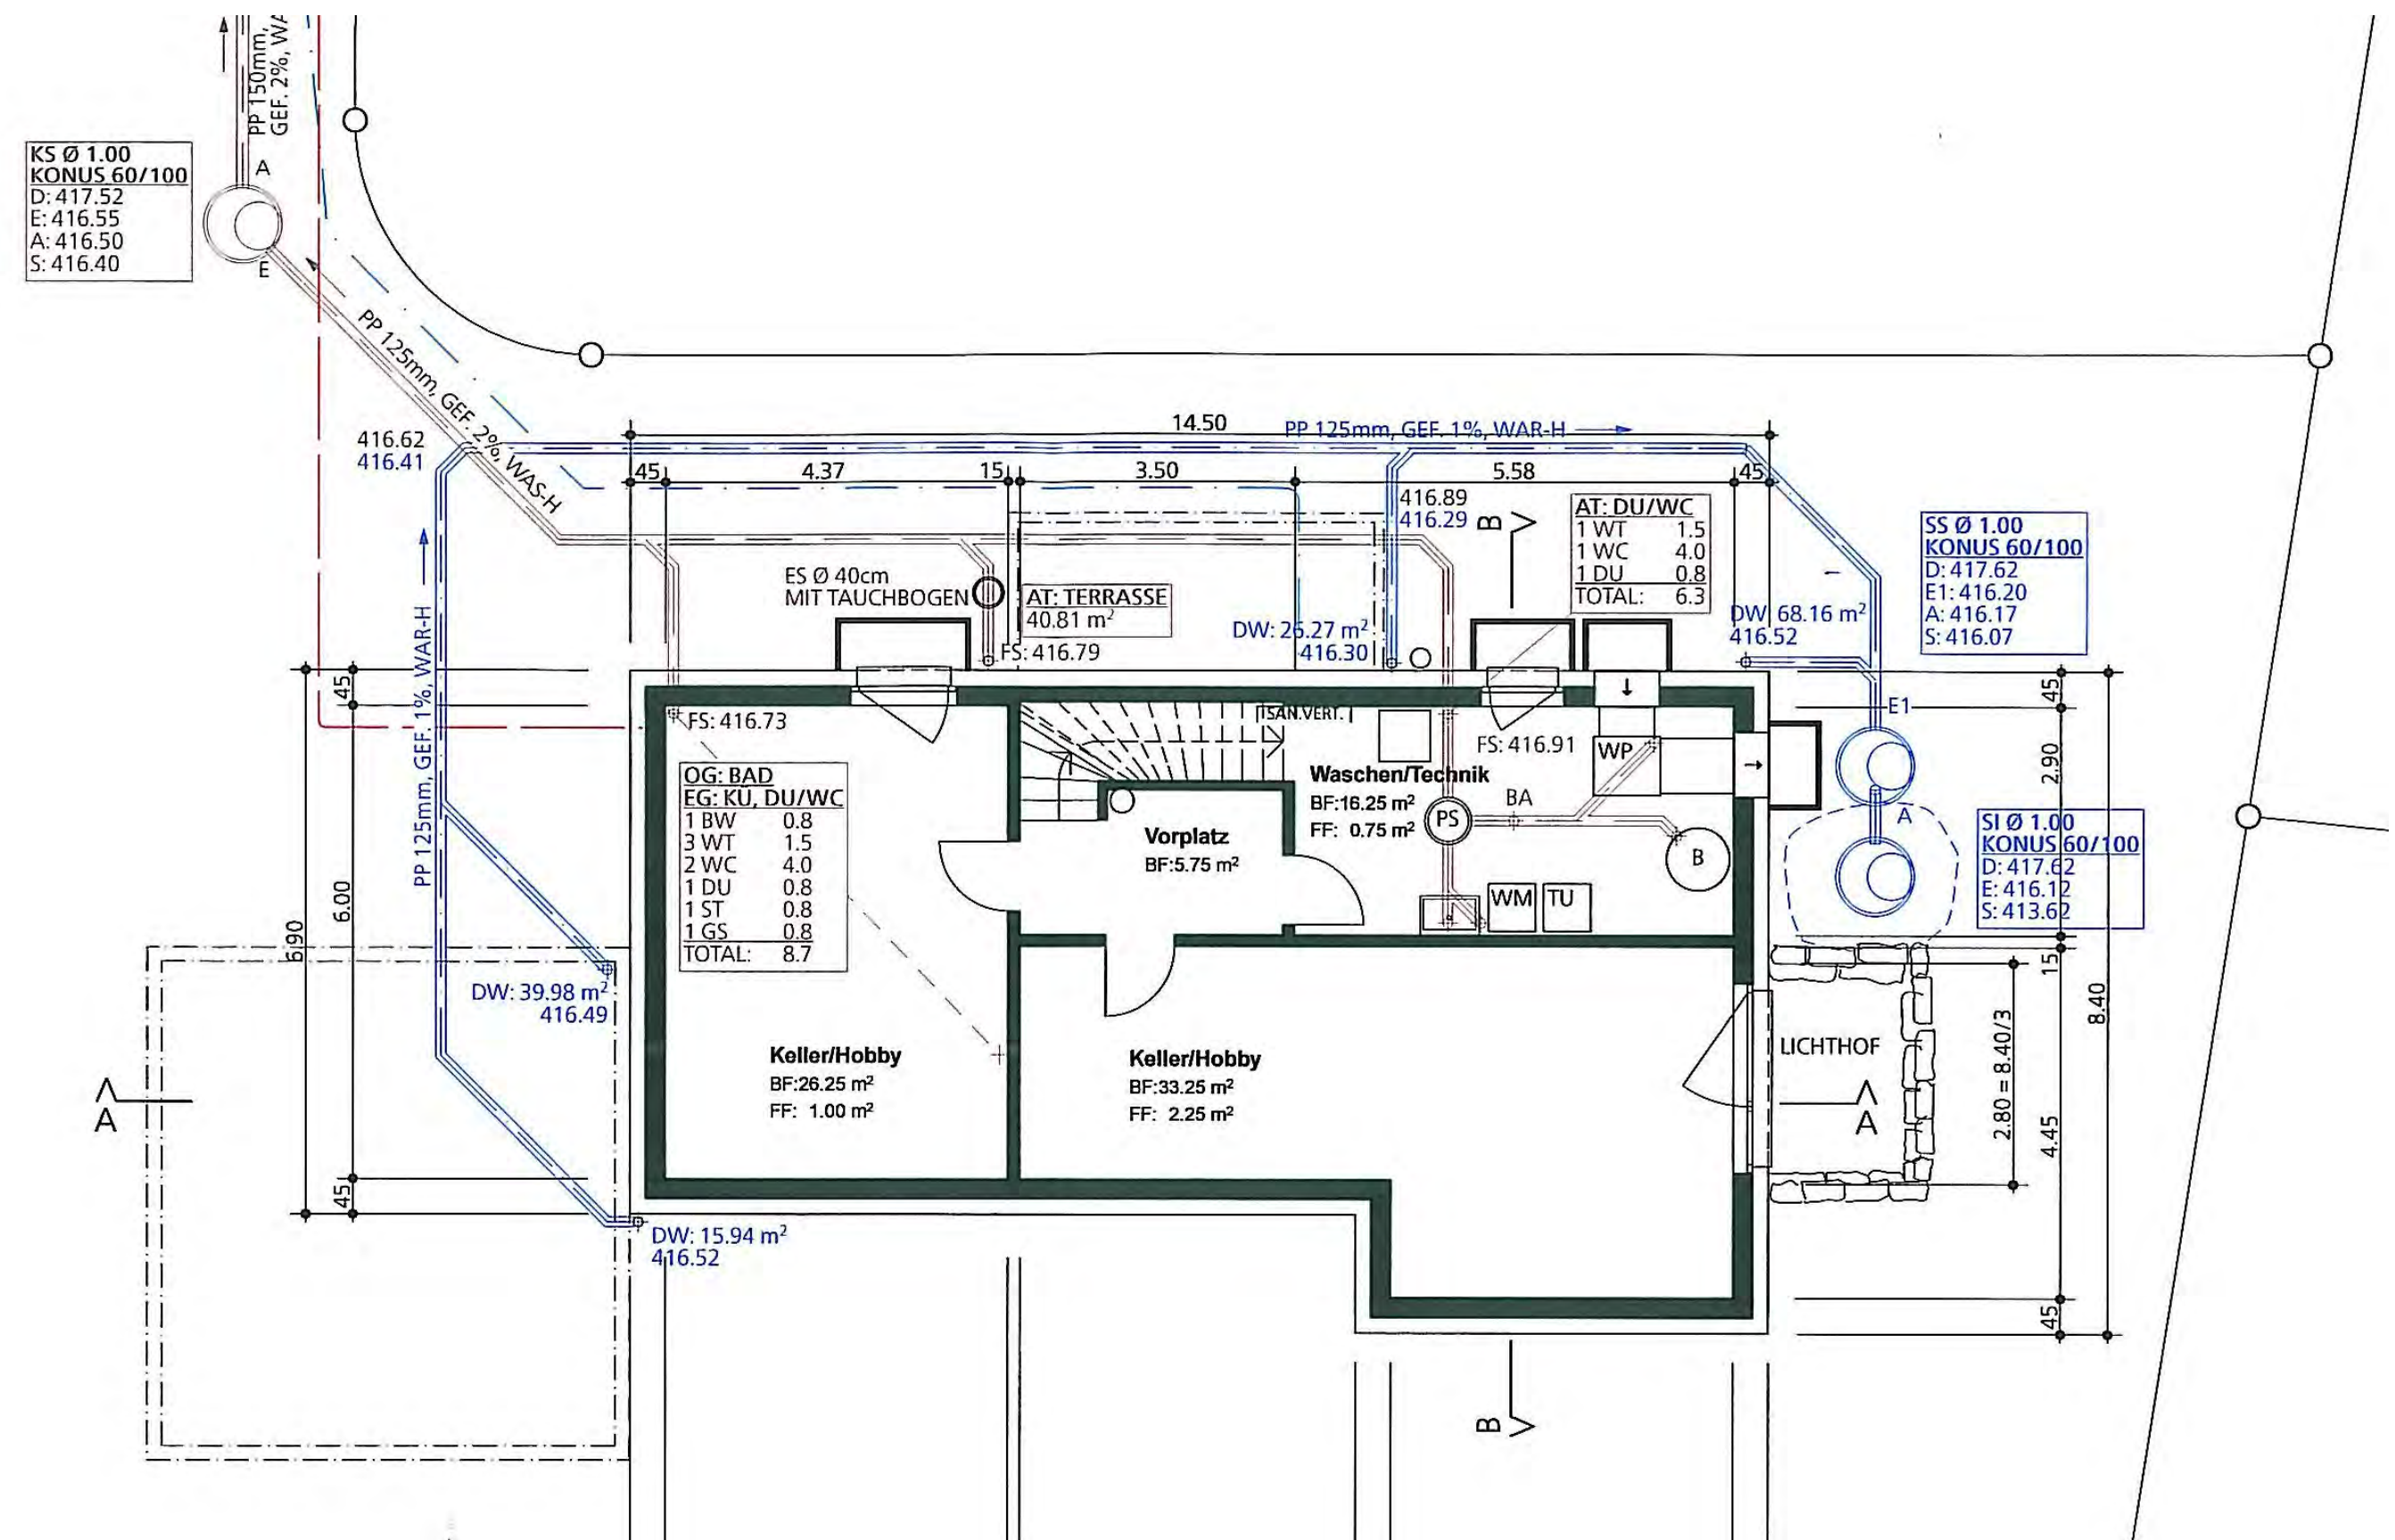 PP 150mm,
GEF. 2%, WA
KS Ø 1.00
KONUS 60/100
D: 417.52
E: 416.55
A: 416.50
S: 416.40
A
E
PP 125mm, GEF. 2%, WAS-H
416.62
416.41
14.50
PP 125mm, GEF. 1%, WAR-H
45
4.37
15
3.50
5.58
45
416.89
416.29
B
AT: DU/WC
1 WT 1.5
1 WC 4.0
1 DU 0.8
TOTAL: 6.3
SS Ø 1.00
KONUS 60/100
D: 417.62
E1: 416.20
A: 416.17
S: 416.07
ES Ø 40cm
MIT TAUCHBOGEN
AT: TERRASSE
40.81 m²
FS: 416.79
DW: 26.27 m²
416.30
DW: 68.16 m²
416.52
PP 125mm, GEF. 1%, WAR-H
45
6.00
45
6.90
FS: 416.73
SAN.VERT.
FS: 416.91
WP
E1
45
2.90
OG: BAD
EG: KÜ, DU/WC
1 BW 0.8
3 WT 1.5
2 WC 4.0
1 DU 0.8
1 ST 0.8
1 GS 0.8
TOTAL: 8.7
Waschen/Technik
BF:16.25 m²
FF: 0.75 m²
PS
BA
B
WM
TU
Vorplatz
BF:5.75 m²
A
SI Ø 1.00
KONUS 60/100
D: 417.62
E: 416.12
S: 413.62
15
8.40
DW: 39.98 m²
416.49
Keller/Hobby
BF:26.25 m²
FF: 1.00 m²
Keller/Hobby
BF:33.25 m²
FF: 2.25 m²
LICHTHOF
2.80 = 8.40/3
4.45
45
A
A
DW: 15.94 m²
416.52
B